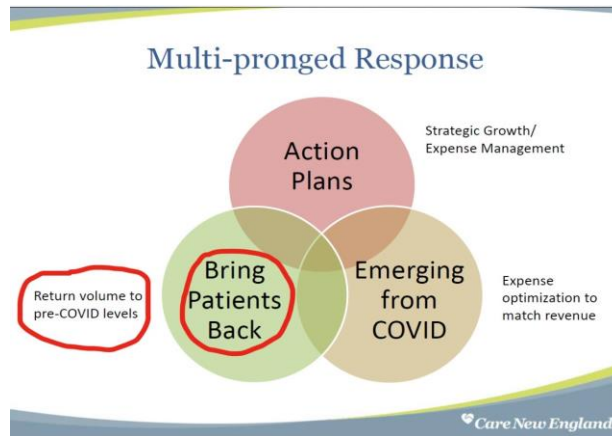 Multi-pronged Response
Action
Plans
Strategic Growth/
Expense Management
Bring
Patients
Back
Return volume to
pre-COVID levels
Emerging
from
COVID
Expense
optimization to
match revenue
Care New England